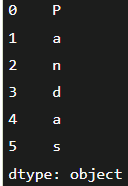 0    P
1    a
2    n
3    d
4    a
5    s
dtype: object